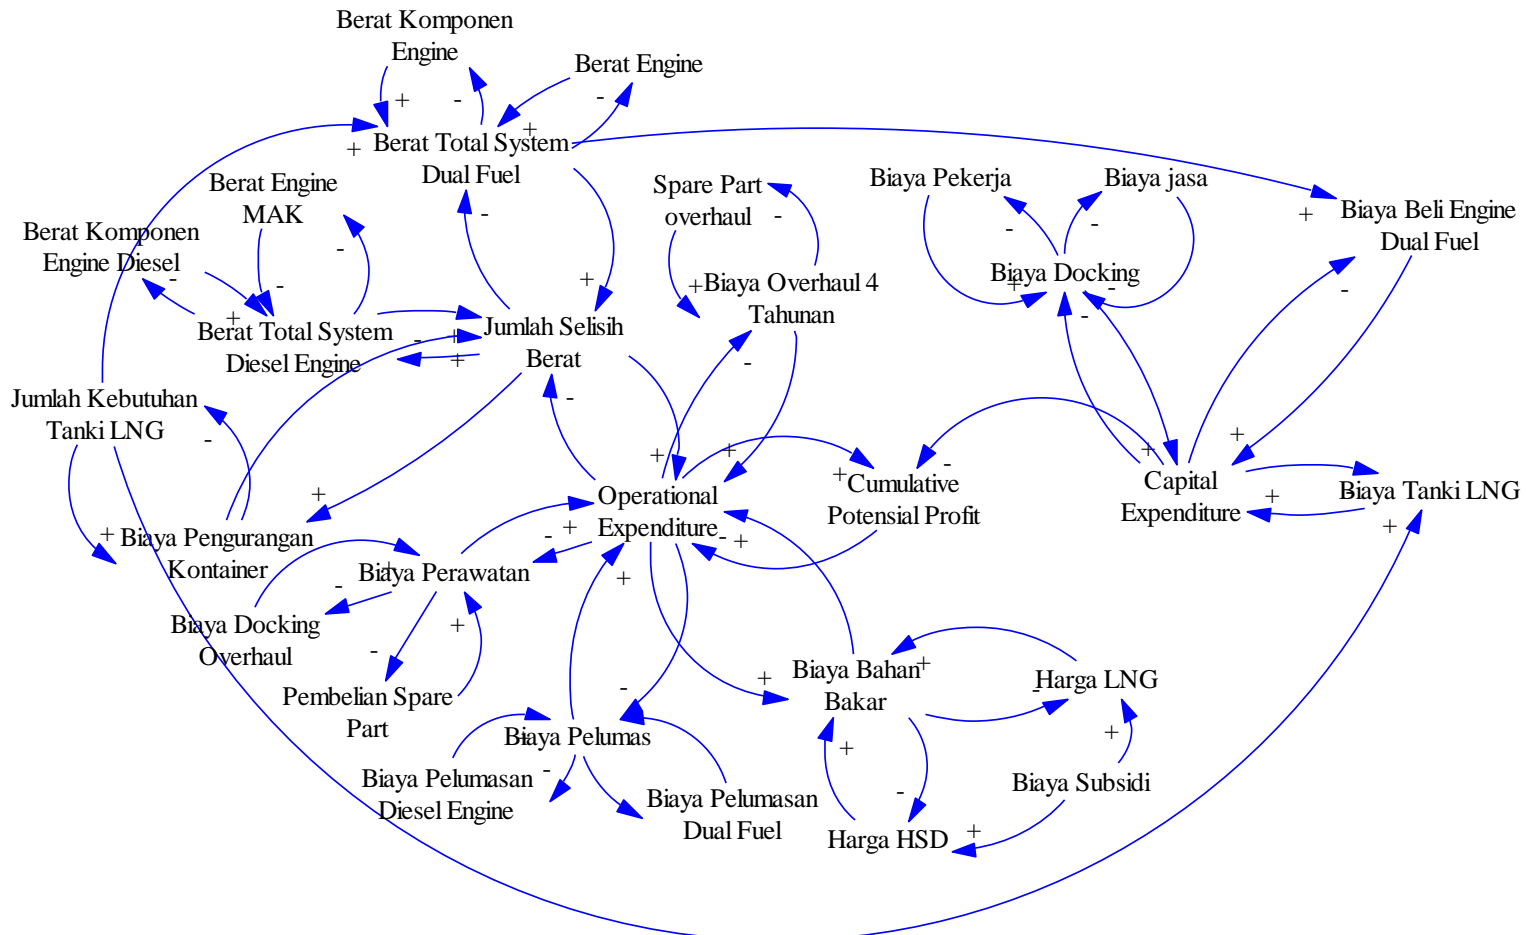 Berat Komponen
Engine
Berat Engine
+
-
-
+
Berat Total System
Dual Fuel
+
Berat Engine
MAK
Spare Part
overhaul
-
-
Biaya Pekerja
Biaya jasa
-
-
Biaya Beli Engine
Dual Fuel
+
Berat Komponen
Engine Diesel
-
-
-
+
Biaya Docking
+
-
-
-
+
Biaya Overhaul 4
Tahunan
+
Berat Total System
Diesel Engine
-
+
+
Jumlah Selisih
Berat
-
-
Jumlah Kebutuhan
Tanki LNG
-
+
+
+
+
-
+
Cumulative
Potensial Profit
Capital
Expenditure
+
-
Biaya Tanki LNG
+
+
Operational
Expenditure
+
-
-
+
+
Biaya Pengurangan
Kontainer
+
Biaya Perawatan
-
+
Biaya Docking
Overhaul
+
-
Pembelian Spare
Part
-
+
Biaya Bahan
Bakar
+
-
Harga LNG
+
Biaya Pelumas
+
-
+
Biaya Pelumasan
Diesel Engine
Biaya Pelumasan
Dual Fuel
-
Biaya Subsidi
+
Harga HSD